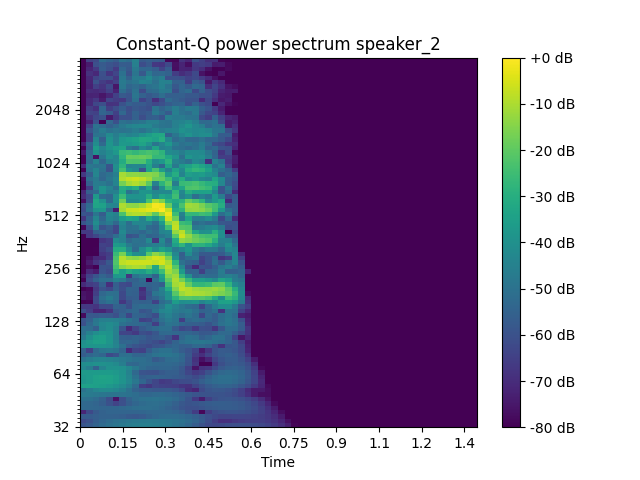 Constant-Q power spectrum speaker_2
+0 dB
-10 dB
-20 dB
-30 dB
-40 dB
-50 dB
-60 dB
-70 dB
-80 dB
Hz
2048
1024
512
256
128
64
32
0 0.15 0.3 0.45 0.6 0.75 0.9 1.1 1.2 1.4
Time